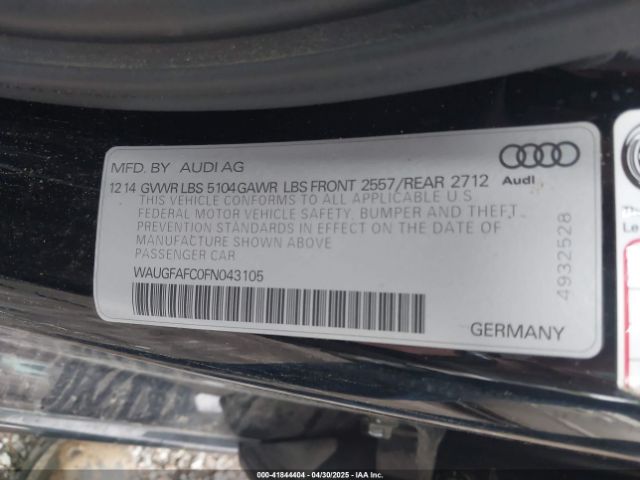 MFD. BY AUDI AG
Audi
12 14 GVWR LBS 5104 GAWR LBS FRONT 2557/REAR 2712
THIS VEHICLE CONFORMS TO ALL APPLICABLE U S
FEDERAL MOTOR VEHICLE SAFETY, BUMPER AND THEFT
PREVENTION STANDARDS IN EFFECT ON THE DATE OF
MANUFACTURE SHOWN ABOVE
PASSENGER CAR
WAUGFAFC0FN043105
GERMANY
4932528
000-41844404 - 04/30/2025 - IAAI.COM